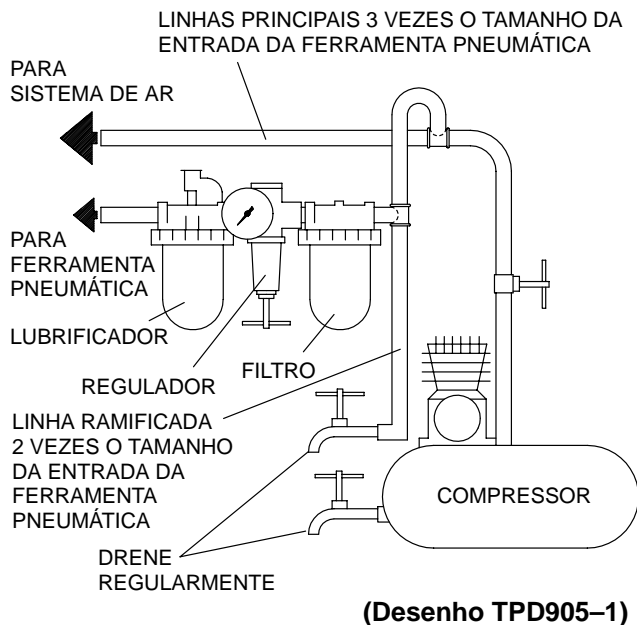 LINHAS PRINCIPAIS 3 VEZES O TAMANHO DA
ENTRADA DA FERRAMENTA PNEUMÁTICA
PARA
SISTEMA DE AR
PARA
FERRAMENTA
PNEUMÁTICA
LUBRIFICADOR
REGULADOR
FILTRO
LINHA RAMIFICADA
2 VEZES O TAMANHO
DA ENTRADA DA
FERRAMENTA
PNEUMÁTICA
COMPRESSOR
DRENE
REGULARMENTE
(Desenho TPD905–1)